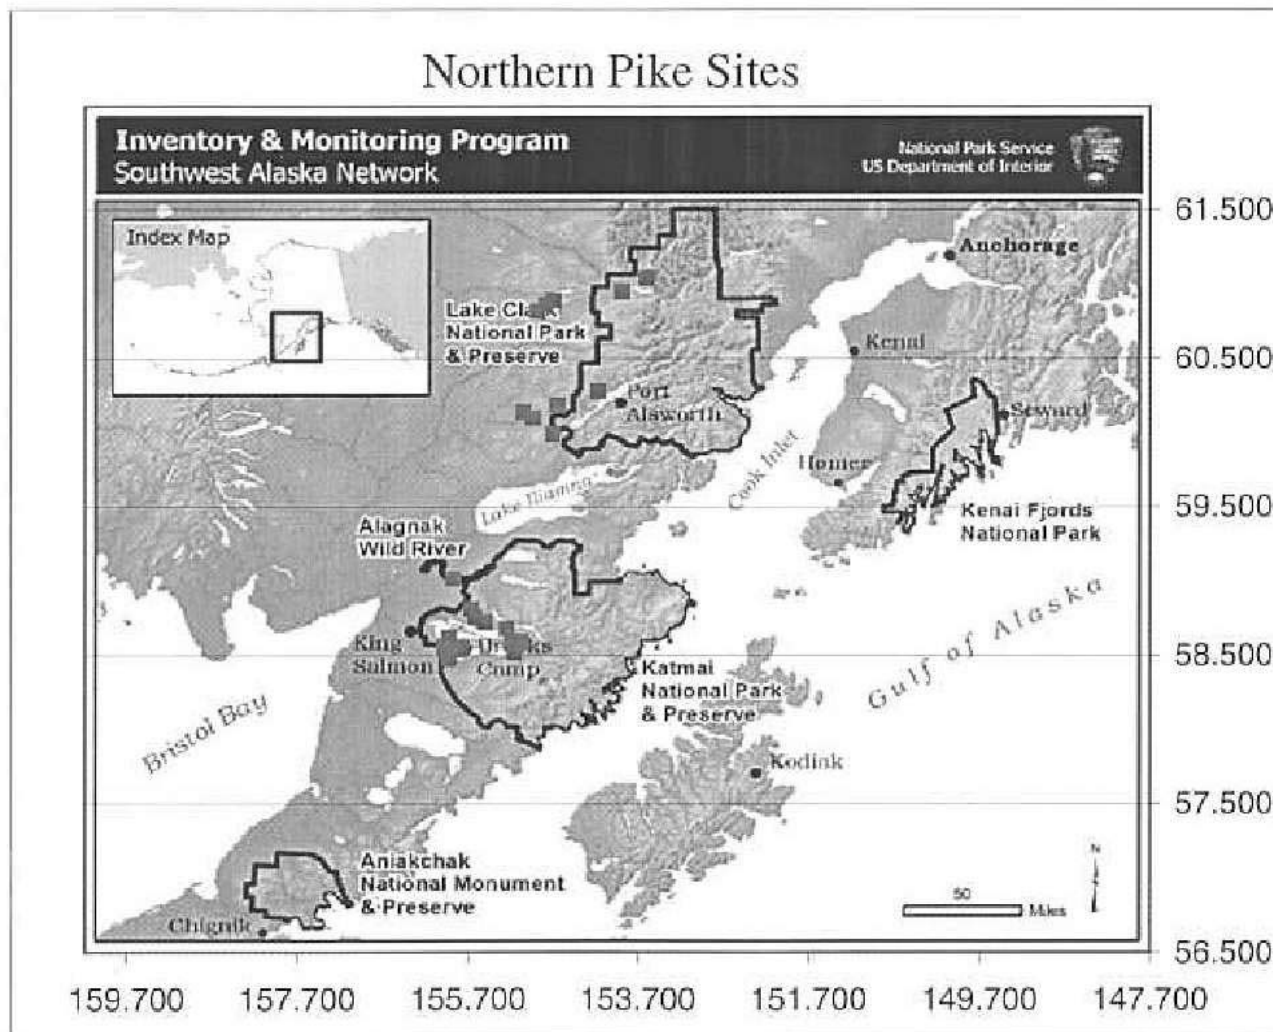 Northern Pike Sites
Inventory & Monitoring Program
Southwest Alaska Network
National Park Service
US Department of Interior
Index Map
61.500
Anchorage
Lake
National Park
& Preserve
Kenai
60.500
Port
Alsworth
Seward
Cook Inlet
Homer
Lake Iliamna
59.500
Kenai Fjords
National Park
Alagnak
Wild River
Gulf of Alaska
King
Salmon
Camp
58.500
Katmai
National Park
& Preserve
Bristol Bay
Kodiak
57.500
Aniakchak
National Monument
& Preserve
N
50
Miles
Chignik
56.500
159.700
157.700
155.700
153.700
151.700
149.700
147.700